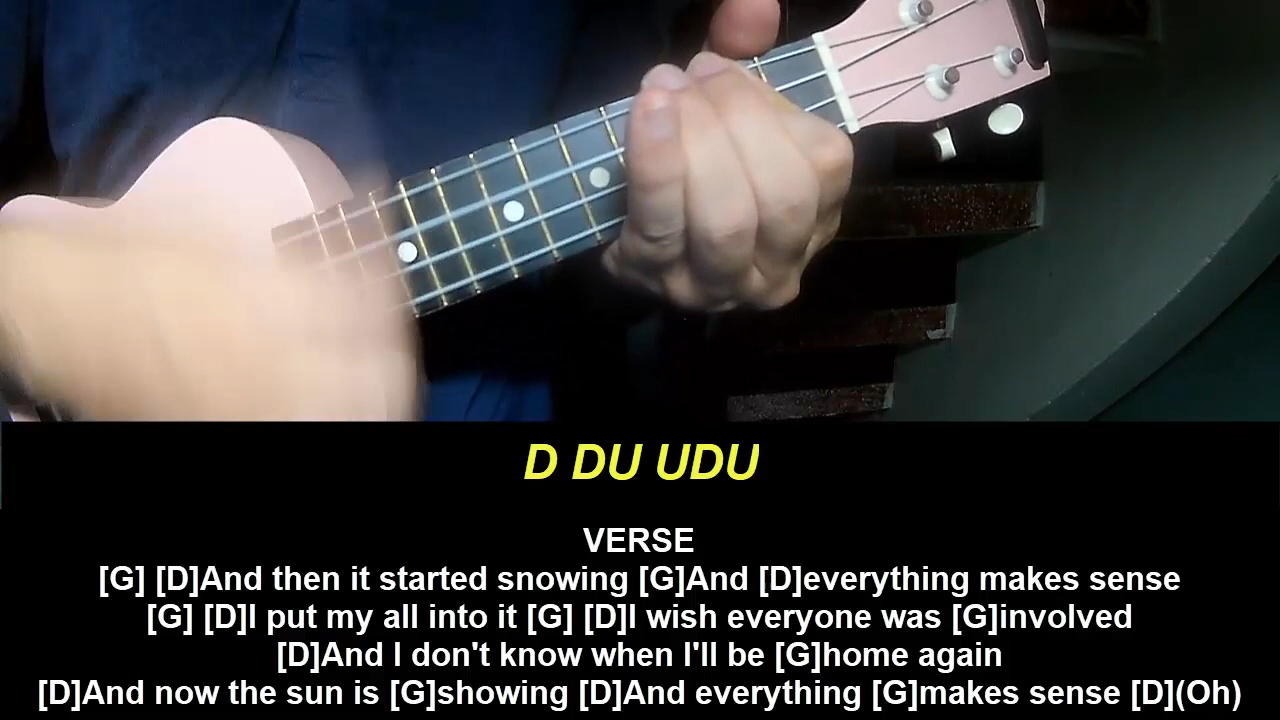 D DU UDU
VERSE
[G] [D]And then it started snowing [G]And [D]everything makes sense
[G] [D]I put my all into it [G] [D]I wish everyone was [G]involved
[D]And I don't know when I'll be [G]home again
[D]And now the sun is [G]showing [D]And everything [G]makes sense [D](Oh)